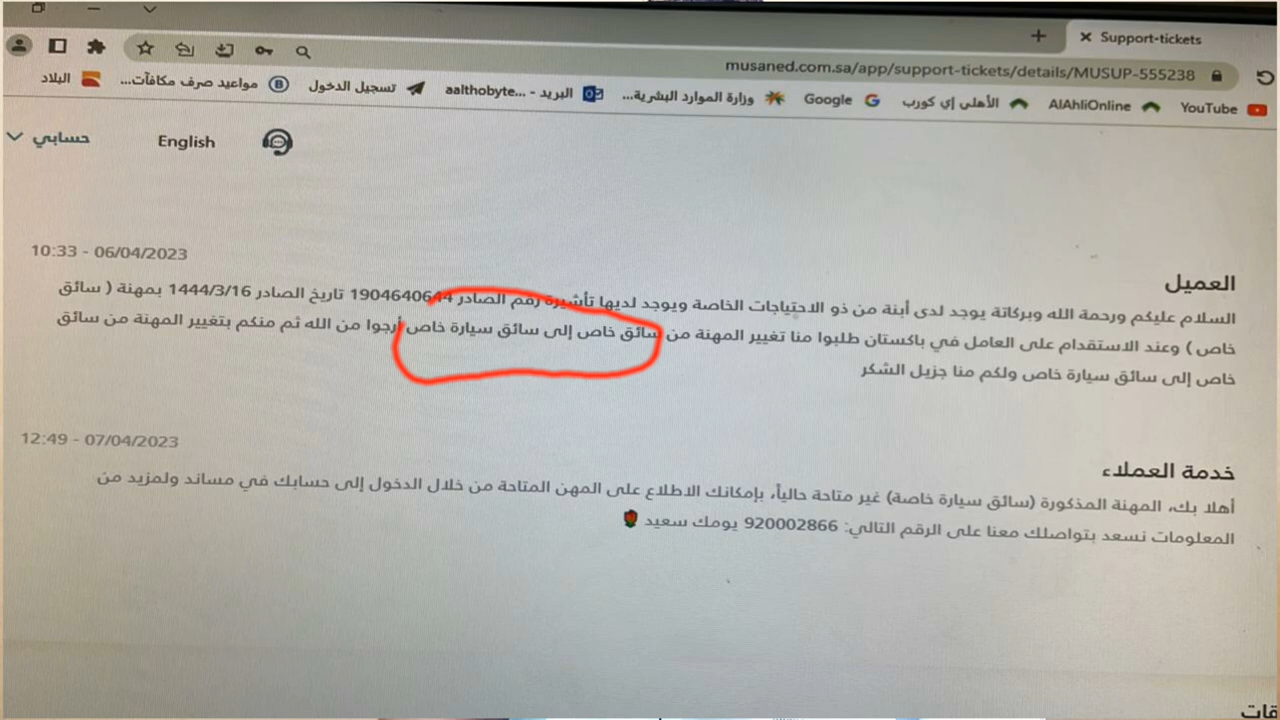 Support-tickets
musaned.com.sa/app/support-tickets/details/MUSUP-555238
YouTube
AlAhliOnline
الأهلي إي كورب
Google
وزارة الموارد البشرية...
البريد - ...aalthobyte
تسجيل الدخول
مواعيد صرف مكافآت...
البلاد
English
حسابي
العميل
10:33 - 06/04/2023
السلام عليكم ورحمة الله وبركاتة يوجد لدى أبنة من ذو الاحتياجات الخاصة ويوجد لديها تأشيرة رقم الصادر 1904640644 تاريخ الصادر 1444/3/16 بمهنة ( سائق
خاص ) وعند الاستقدام على العامل في باكستان طلبوا منا تغيير المهنة من سائق خاص إلى سائق سيارة خاص أرجوا من الله ثم منكم بتغيير المهنة من سائق
خاص إلى سائق سيارة خاص ولكم منا جزيل الشكر
خدمة العملاء
12:49 - 07/04/2023
أهلا بك، المهنة المذكورة (سائق سيارة خاصة) غير متاحة حالياً، بإمكانك الاطلاع على المهن المتاحة من خلال الدخول إلى حسابك في مساند ولمزيد من
المعلومات نسعد بتواصلك معنا على الرقم التالي: 920002866 يومك سعيد 🌹